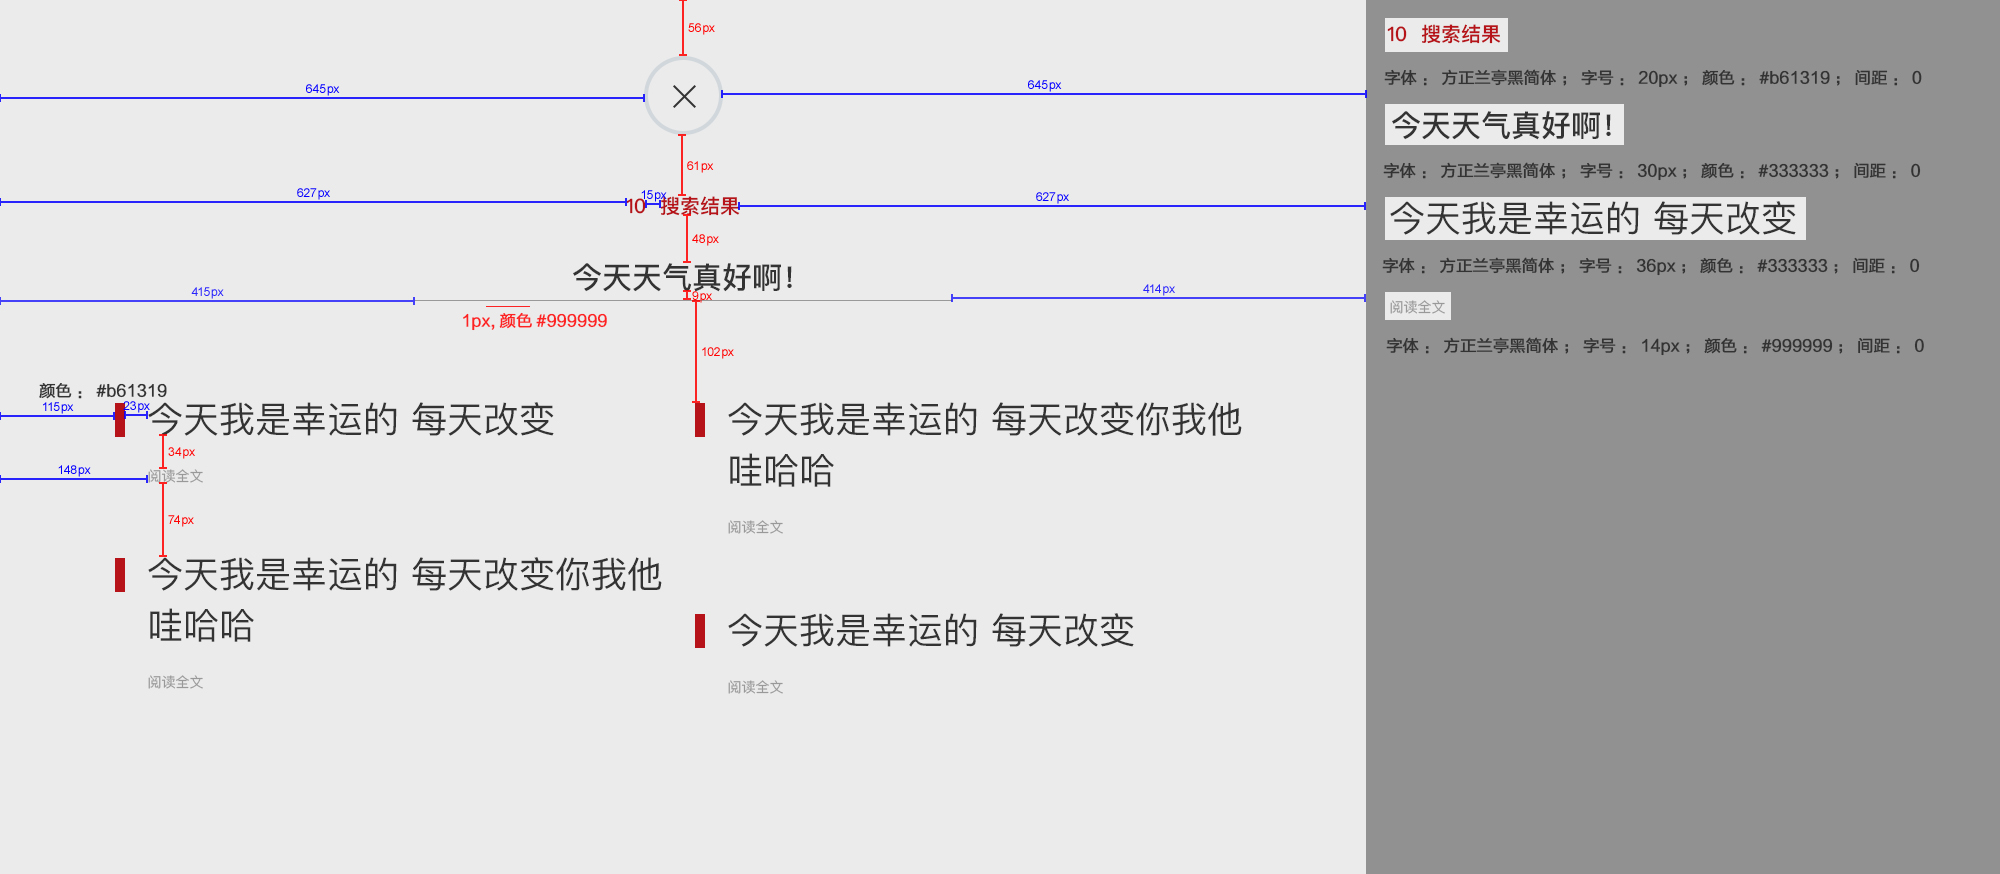 56px
645px
645px
61px
627px
15px
627px
10 搜索结果
48px
今天天气真好啊!
9px
415px
414px
1px, 颜色 #999999
102px
颜色： #b61319
115px
23px
今天我是幸运的 每天改变
34px
148px
阅读全文
74px
今天我是幸运的 每天改变你我他
哇哈哈
阅读全文
今天我是幸运的 每天改变你我他
哇哈哈
阅读全文
今天我是幸运的 每天改变
阅读全文
10 搜索结果
字体： 方正兰亭黑简体； 字号： 20px； 颜色： #b61319； 间距： 0
今天天气真好啊!
字体： 方正兰亭黑简体； 字号： 30px； 颜色： #333333； 间距： 0
今天我是幸运的 每天改变
字体： 方正兰亭黑简体； 字号： 36px； 颜色： #333333； 间距： 0
阅读全文
字体： 方正兰亭黑简体； 字号： 14px； 颜色： #999999； 间距： 0